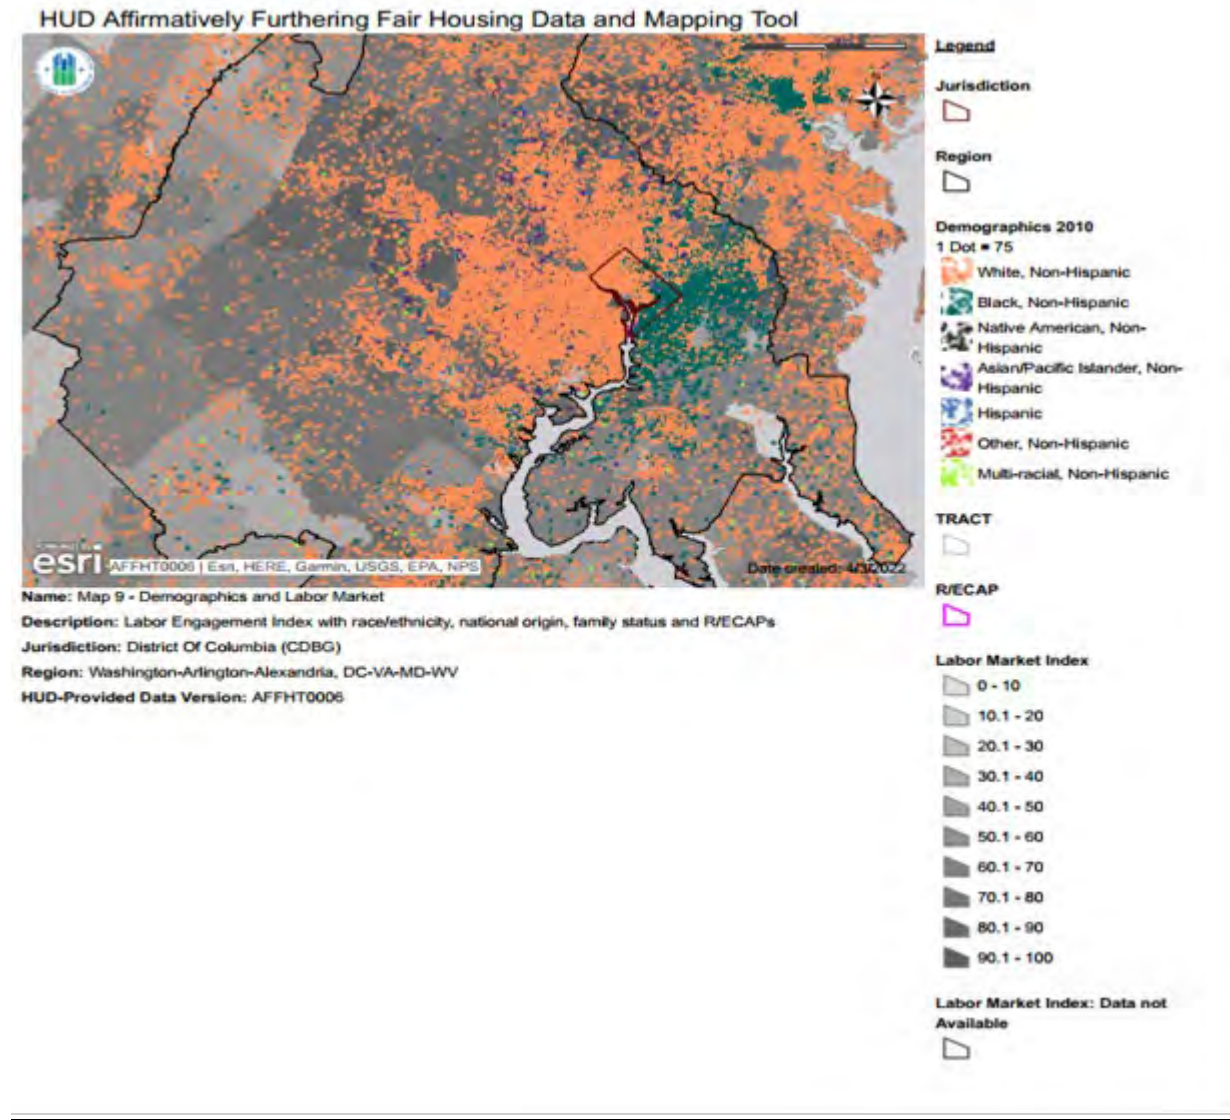 HUD Affirmatively Furthering Fair Housing Data and Mapping Tool
esri
AFFHT0006 | Esri, HERE, Garmin, USGS, EPA, NPS
Date created: 4/3/2022
Name: Map 9 - Demographics and Labor Market
Description: Labor Engagement Index with race/ethnicity, national origin, family status and R/ECAPs
Jurisdiction: District Of Columbia (CDBG)
Region: Washington-Arlington-Alexandria, DC-VA-MD-WV
HUD-Provided Data Version: AFFHT0006
Legend
Jurisdiction
Region
Demographics 2010
1 Dot = 75
White, Non-Hispanic
Black, Non-Hispanic
Native American, Non-
Hispanic
Asian/Pacific Islander, Non-
Hispanic
Hispanic
Other, Non-Hispanic
Multi-racial, Non-Hispanic
TRACT
R/ECAP
Labor Market Index
0 - 10
10.1 - 20
20.1 - 30
30.1 - 40
40.1 - 50
50.1 - 60
60.1 - 70
70.1 - 80
80.1 - 90
90.1 - 100
Labor Market Index: Data not
Available